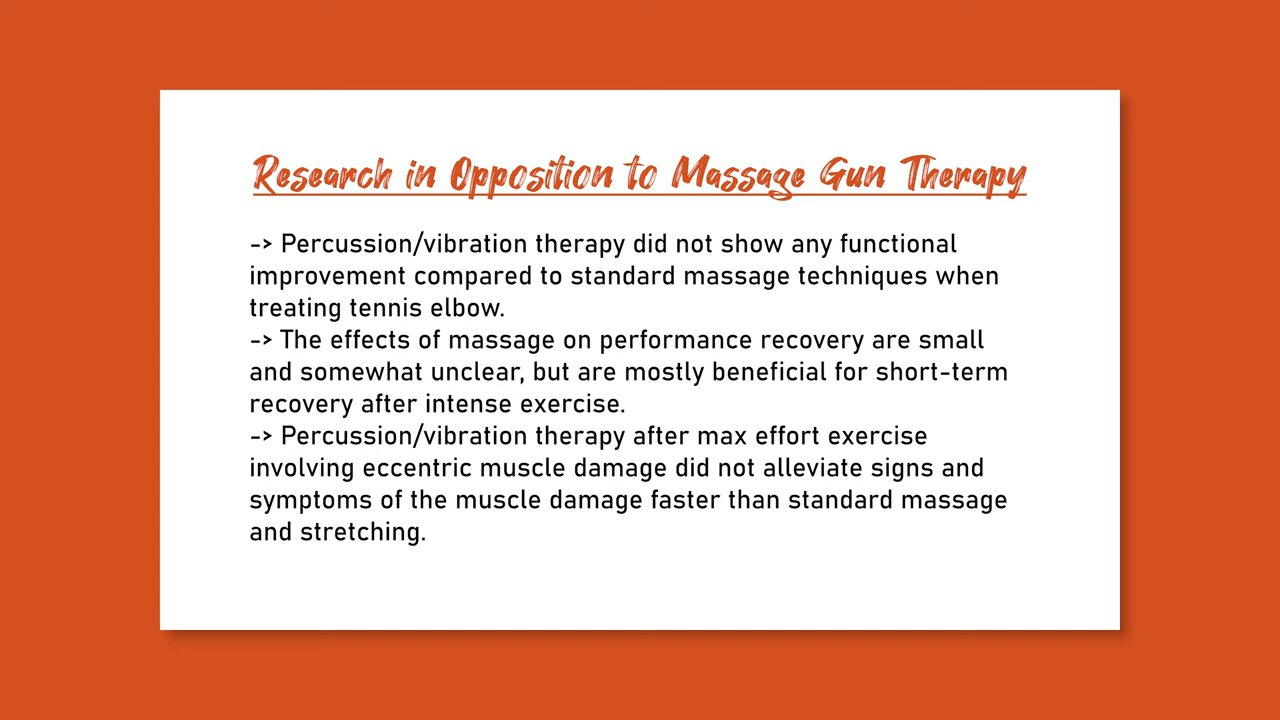 Research in Opposition to Massage Gun Therapy
-> Percussion/vibration therapy did not show any functional
improvement compared to standard massage techniques when
treating tennis elbow.
-> The effects of massage on performance recovery are small
and somewhat unclear, but are mostly beneficial for short-term
recovery after intense exercise.
-> Percussion/vibration therapy after max effort exercise
involving eccentric muscle damage did not alleviate signs and
symptoms of the muscle damage faster than standard massage
and stretching.